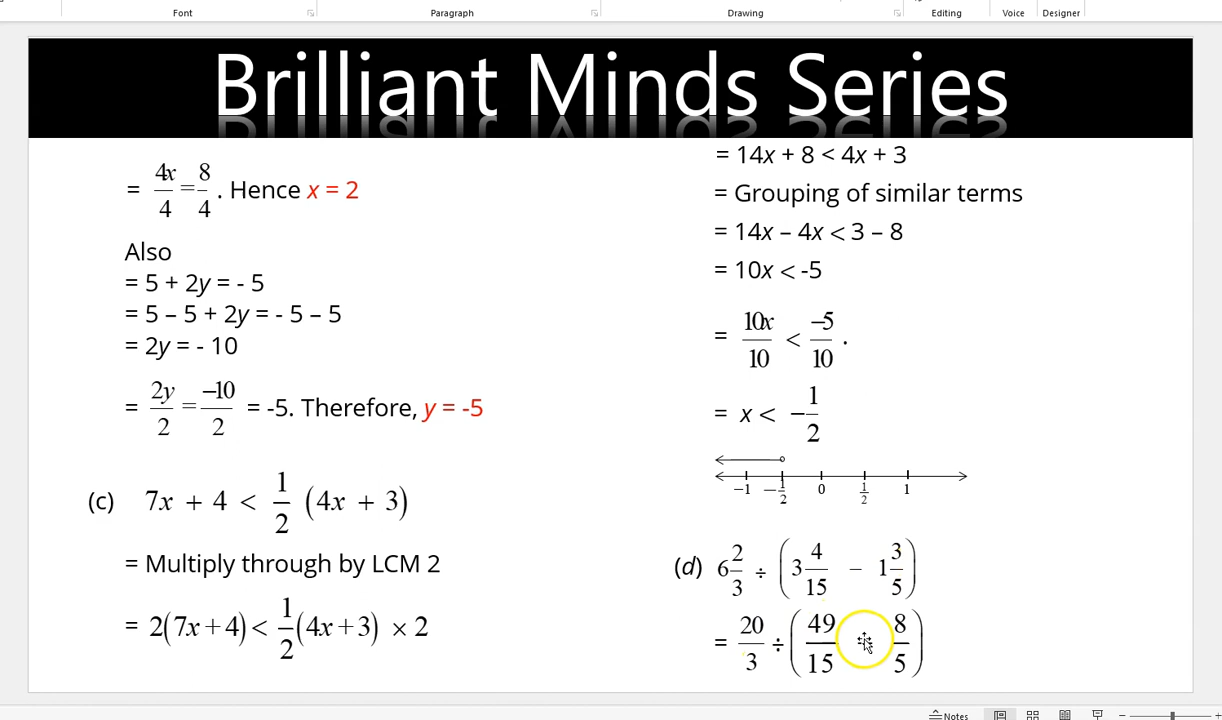 Font Paragraph Drawing Editing Voice Designer
Brilliant Minds Series
= 4x/4 = 8/4 . Hence x = 2
Also
= 5 + 2y = - 5
= 5 – 5 + 2y = - 5 – 5
= 2y = - 10
= 2y/2 = −10/2 = -5. Therefore, y = -5
(c) 7x + 4 < 1/2 (4x + 3)
= Multiply through by LCM 2
= 2(7x+4) < 1/2(4x+3) × 2
= 14x + 8 < 4x + 3
= Grouping of similar terms
= 14x – 4x < 3 – 8
= 10x < -5
= 10x/10 < −5/10 .
= x < −1/2
−1 −1/2 0 1/2 1
(d) 6 2/3 ÷ (3 4/15 − 1 3/5)
= 20/3 ÷ (49/15 8/5)
Notes